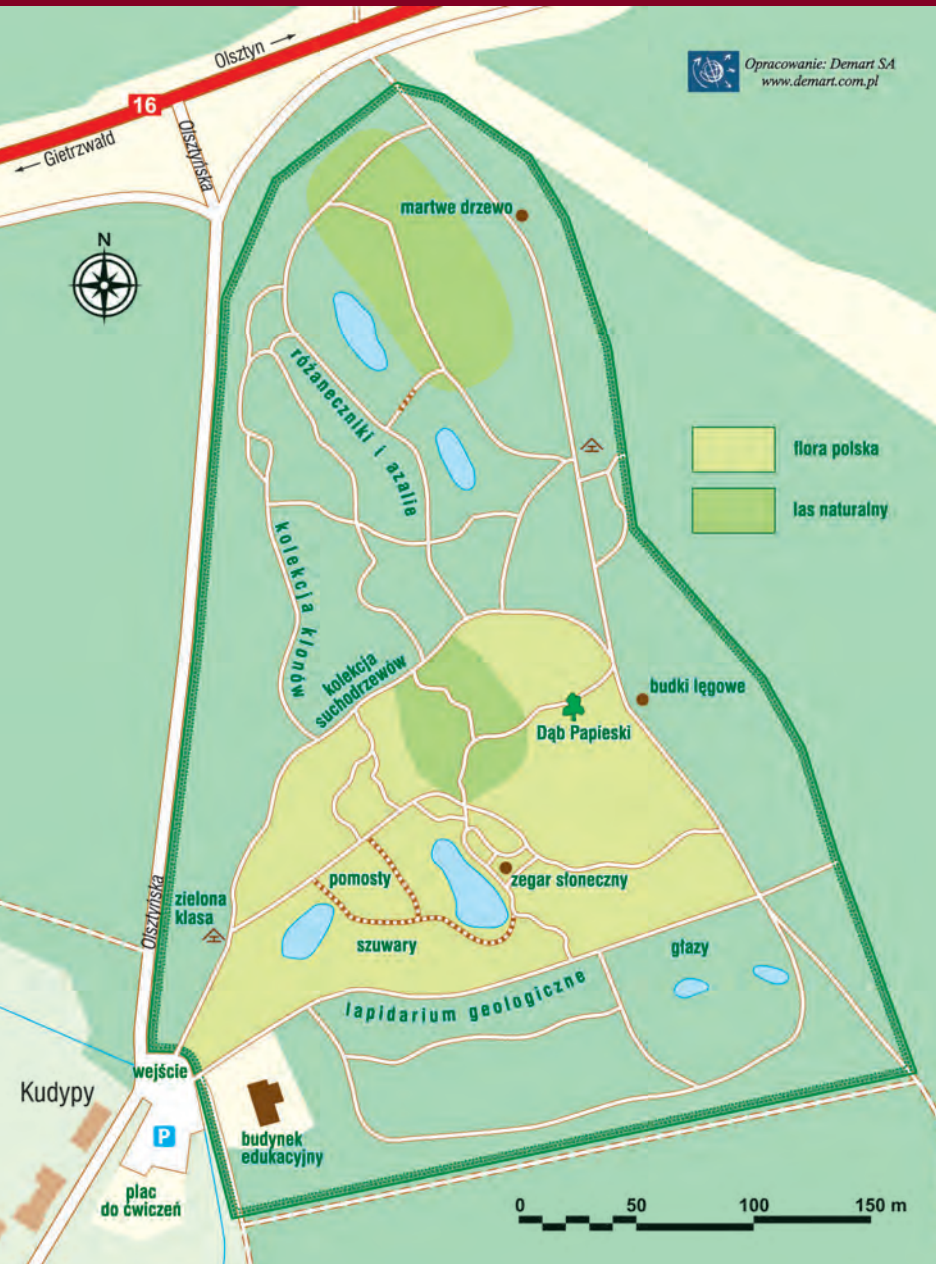 Olsztyn
16
Gietrzwałd
Olsztyńska
Opracowanie: Demart SA
www.demart.com.pl
N
martwe drzewo
różaneczniki i azalie
flora polska
las naturalny
kolekcja klonów
kolekcja
suchodrzewów
budki lęgowe
Dąb Papieski
pomosty
zegar słoneczny
zielona
klasa
Olsztyńska
szuwary
głazy
lapidarium geologiczne
wejście
Kudypy
P
budynek
edukacyjny
plac
do ćwiczeń
0 50 100 150 m